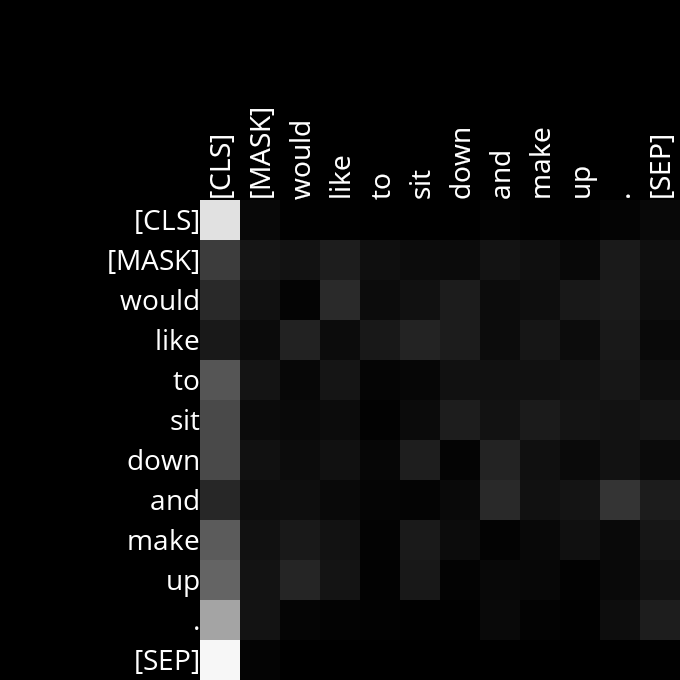 [CLS] [MASK] would like to sit down and make up . [SEP]
[CLS]
[MASK]
would
like
to
sit
down
and
make
up
.
[SEP]